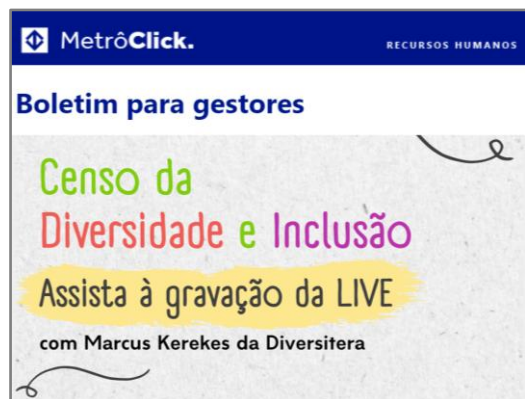 MetrôClick.
RECURSOS HUMANOS
Boletim para gestores
Censo da
Diversidade e Inclusão
Assista à gravação da LIVE
com Marcus Kerekes da Diversitera